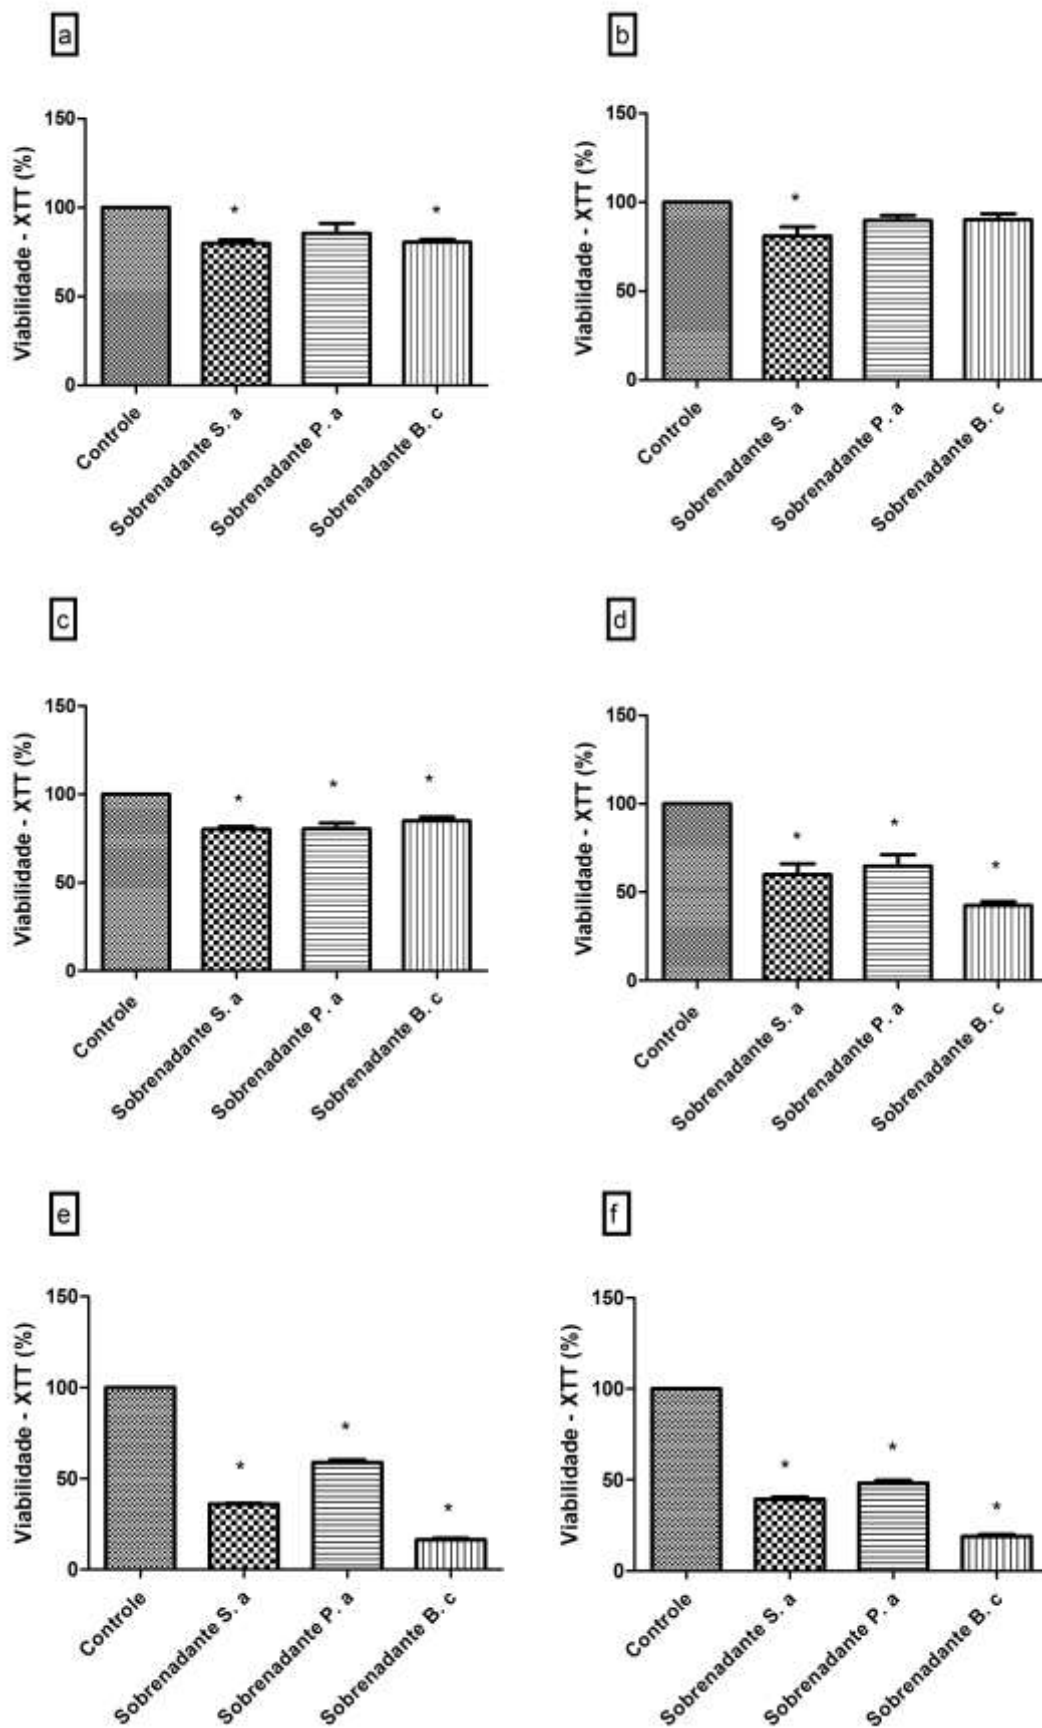 a
Viabilidade - XTT (%)
150
100
50
0
*
*
Controle
Sobrenadante S. a
Sobrenadante P. a
Sobrenadante B. c
b
Viabilidade - XTT (%)
150
100
50
0
*
Controle
Sobrenadante S. a
Sobrenadante P. a
Sobrenadante B. c
c
Viabilidade - XTT (%)
150
100
50
0
*
*
*
Controle
Sobrenadante S. a
Sobrenadante P. a
Sobrenadante B. c
d
Viabilidade - XTT (%)
150
100
50
0
*
*
*
Controle
Sobrenadante S. a
Sobrenadante P. a
Sobrenadante B. c
e
Viabilidade - XTT (%)
150
100
50
0
*
*
*
Controle
Sobrenadante S. a
Sobrenadante P. a
Sobrenadante B. c
f
Viabilidade - XTT (%)
150
100
50
0
*
*
*
Controle
Sobrenadante S. a
Sobrenadante P. a
Sobrenadante B. c